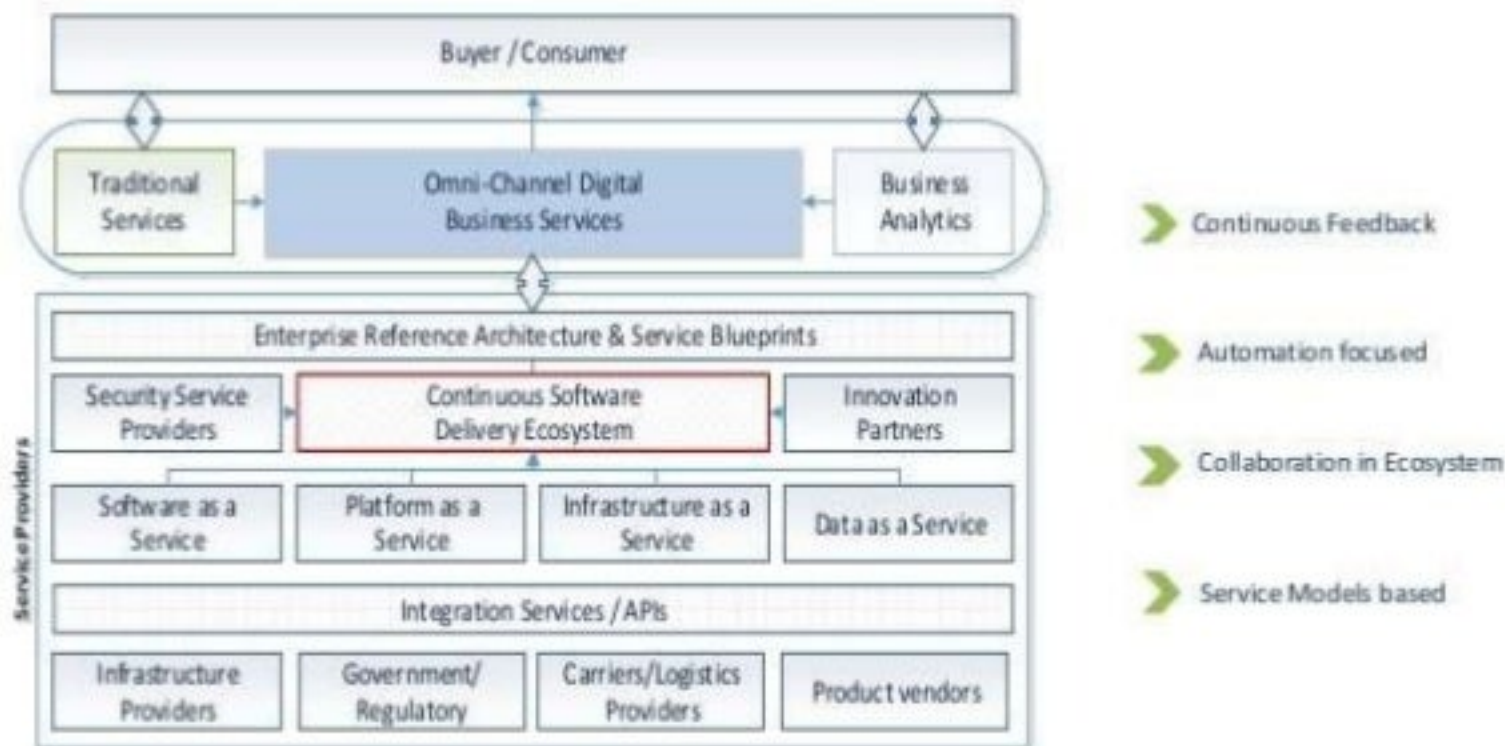 Buyer / Consumer
Traditional
Services
Omni-Channel Digital
Business Services
Business
Analytics
Enterprise Reference Architecture & Service Blueprints
Security Service
Providers
Continuous Software
Delivery Ecosystem
Innovation
Partners
Service Providers
Software as a
Service
Platform as a
Service
Infrastructure as a
Service
Data as a Service
Integration Services / APIs
Infrastructure
Providers
Government/
Regulatory
Carriers/Logistics
Providers
Product vendors
Continuous Feedback
Automation focused
Collaboration in Ecosystem
Service Models based